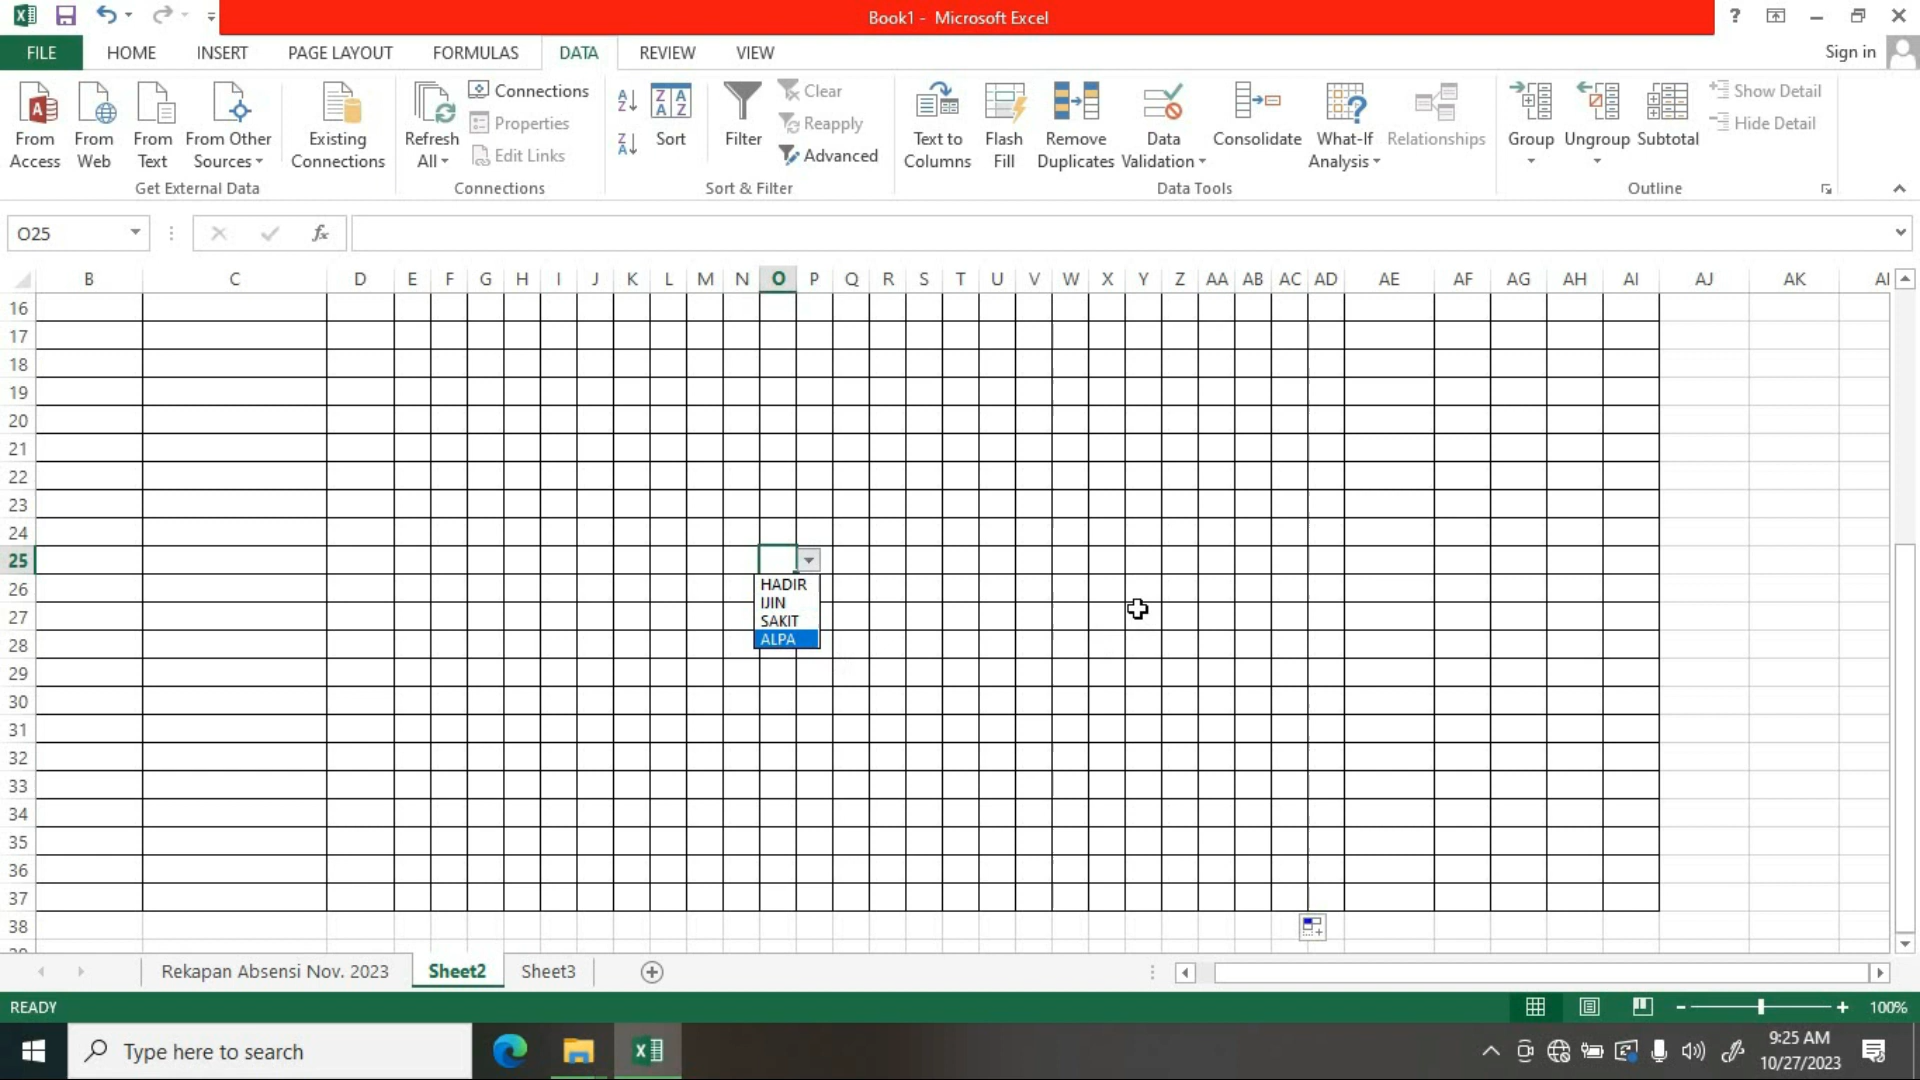 Book1 - Microsoft Excel
?
FILE HOME INSERT PAGE LAYOUT FORMULAS DATA REVIEW VIEW Sign in
From Access
From Web
From Text
From Other Sources
Existing Connections
Get External Data
Refresh All
Connections
Properties
Edit Links
Connections
Sort
Filter
Clear
Reapply
Advanced
Sort & Filter
Text to Columns
Flash Fill
Remove Duplicates
Data Validation
Consolidate
What-If Analysis
Relationships
Data Tools
Group
Ungroup
Subtotal
Show Detail
Hide Detail
Outline
O25
fx
B C D E F G H I J K L M N O P Q R S T U V W X Y Z AA AB AC AD AE AF AG AH AI AJ AK
16
17
18
19
20
21
22
23
24
25
HADIR
26
IJIN
27
SAKIT
ALPA
28
29
30
31
32
33
34
35
36
37
38
Rekapan Absensi Nov. 2023 Sheet2 Sheet3
READY
100%
Type here to search
9:25 AM
10/27/2023